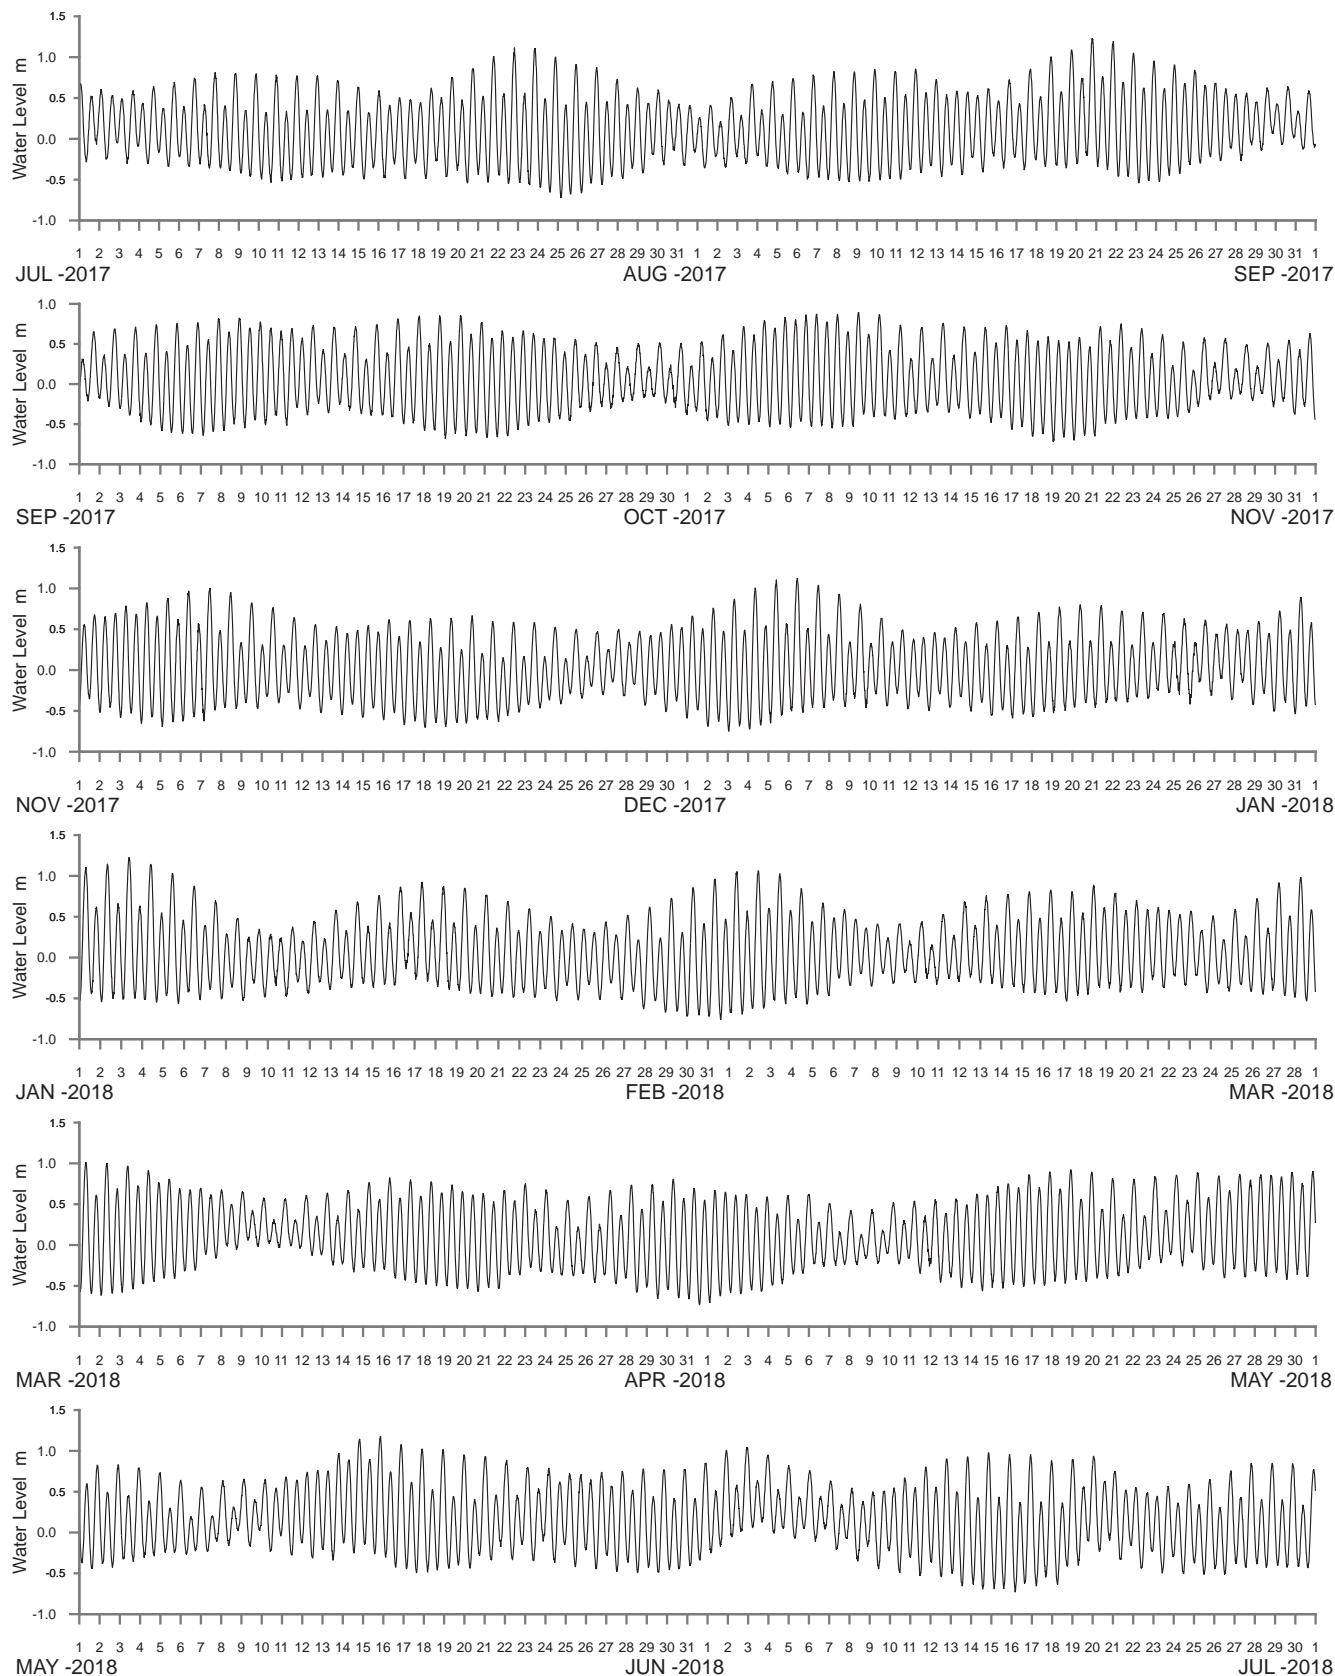 1.5
1.0
0.5
0.0
-0.5
-1.0
Water Level m
1 2 3 4 5 6 7 8 9 10 11 12 13 14 15 16 17 18 19 20 21 22 23 24 25 26 27 28 29 30 31 1 2 3 4 5 6 7 8 9 10 11 12 13 14 15 16 17 18 19 20 21 22 23 24 25 26 27 28 29 30 31 1
JUL -2017 AUG -2017 SEP -2017
1.0
0.5
0.0
-0.5
-1.0
Water Level m
1 2 3 4 5 6 7 8 9 10 11 12 13 14 15 16 17 18 19 20 21 22 23 24 25 26 27 28 29 30 1 2 3 4 5 6 7 8 9 10 11 12 13 14 15 16 17 18 19 20 21 22 23 24 25 26 27 28 29 30 31 1
SEP -2017 OCT -2017 NOV -2017
1.5
1.0
0.5
0.0
-0.5
-1.0
Water Level m
1 2 3 4 5 6 7 8 9 10 11 12 13 14 15 16 17 18 19 20 21 22 23 24 25 26 27 28 29 30 1 2 3 4 5 6 7 8 9 10 11 12 13 14 15 16 17 18 19 20 21 22 23 24 25 26 27 28 29 30 31 1
NOV -2017 DEC -2017 JAN -2018
1.5
1.0
0.5
0.0
-0.5
-1.0
Water Level m
1 2 3 4 5 6 7 8 9 10 11 12 13 14 15 16 17 18 19 20 21 22 23 24 25 26 27 28 29 30 31 1 2 3 4 5 6 7 8 9 10 11 12 13 14 15 16 17 18 19 20 21 22 23 24 25 26 27 28 1
JAN -2018 FEB -2018 MAR -2018
1.5
1.0
0.5
0.0
-0.5
-1.0
Water Level m
1 2 3 4 5 6 7 8 9 10 11 12 13 14 15 16 17 18 19 20 21 22 23 24 25 26 27 28 29 30 31 1 2 3 4 5 6 7 8 9 10 11 12 13 14 15 16 17 18 19 20 21 22 23 24 25 26 27 28 29 30 1
MAR -2018 APR -2018 MAY -2018
1.5
1.0
0.5
0.0
-0.5
-1.0
Water Level m
1 2 3 4 5 6 7 8 9 10 11 12 13 14 15 16 17 18 19 20 21 22 23 24 25 26 27 28 29 30 31 1 2 3 4 5 6 7 8 9 10 11 12 13 14 15 16 17 18 19 20 21 22 23 24 25 26 27 28 29 30 1
MAY -2018 JUN -2018 JUL -2018